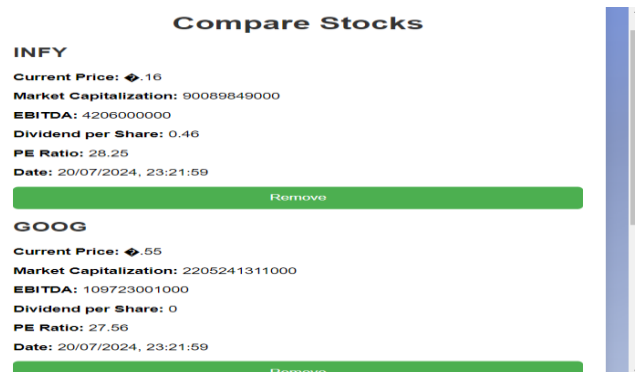 Compare Stocks
INFY
Current Price: �.16
Market Capitalization: 90089849000
EBITDA: 4206000000
Dividend per Share: 0.46
PE Ratio: 28.25
Date: 20/07/2024, 23:21:59
Remove
GOOG
Current Price: �.55
Market Capitalization: 2205241311000
EBITDA: 109723001000
Dividend per Share: 0
PE Ratio: 27.56
Date: 20/07/2024, 23:21:59
Remove